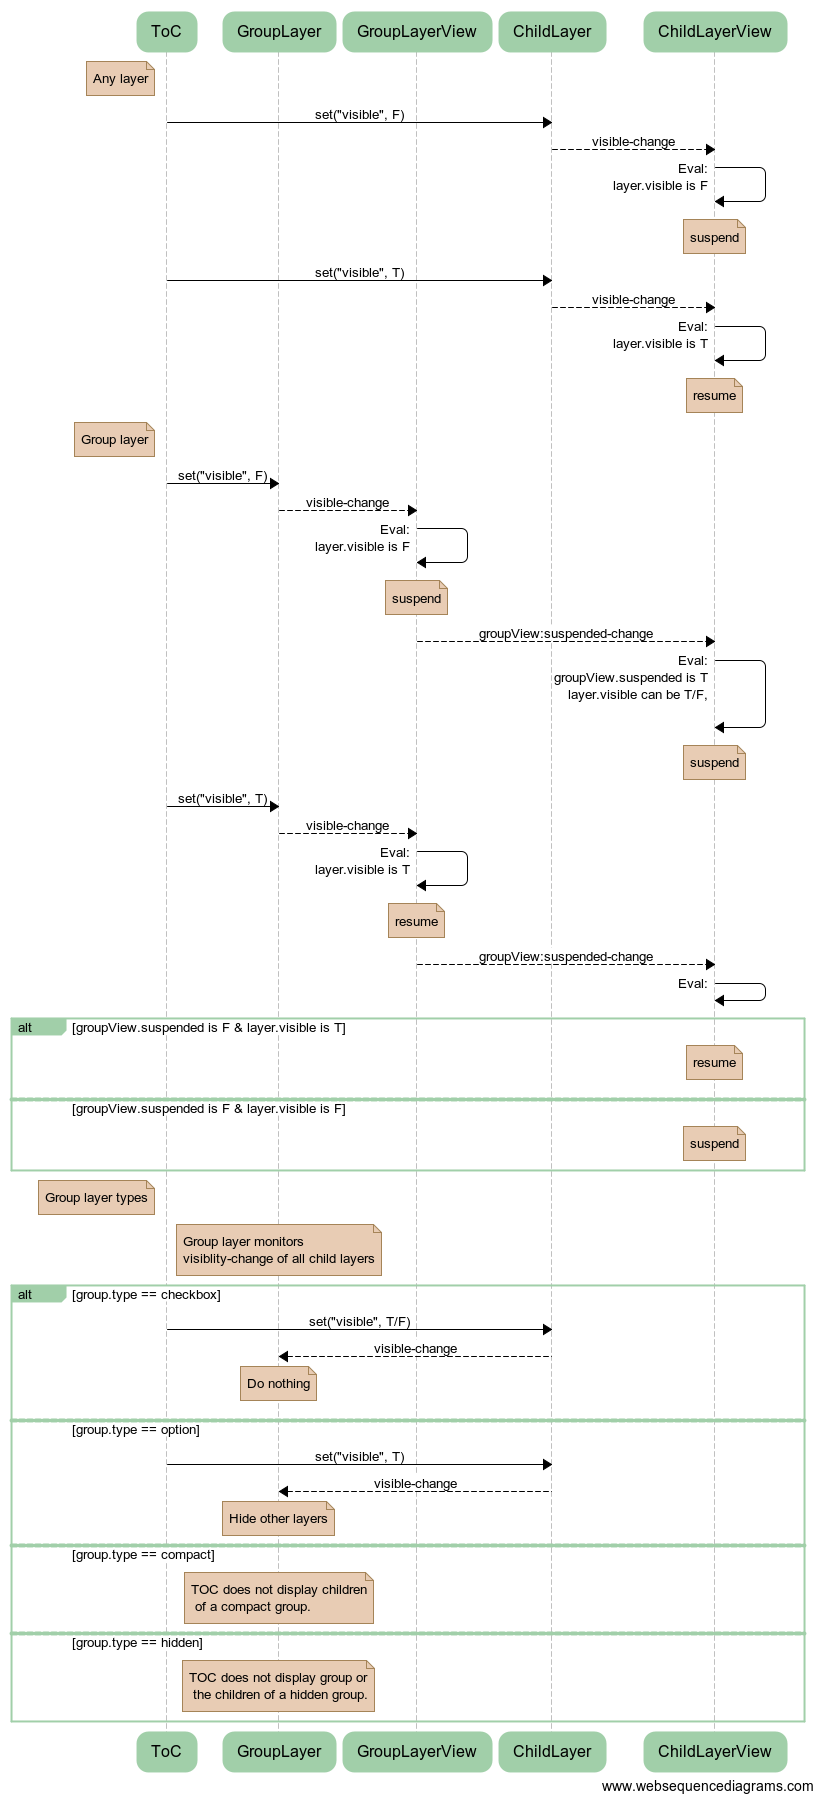 ToC GroupLayer GroupLayerView ChildLayer ChildLayerView
Any layer
set("visible", F)
visible-change
Eval:
layer.visible is F
suspend
set("visible", T)
visible-change
Eval:
layer.visible is T
resume
Group layer
set("visible", F)
visible-change
Eval:
layer.visible is F
suspend
groupView:suspended-change
Eval:
groupView.suspended is T
layer.visible can be T/F,
suspend
set("visible", T)
visible-change
Eval:
layer.visible is T
resume
groupView:suspended-change
Eval:
alt [groupView.suspended is F & layer.visible is T]
resume
[groupView.suspended is F & layer.visible is F]
suspend
Group layer types
Group layer monitors
visiblity-change of all child layers
alt [group.type == checkbox]
set("visible", T/F)
visible-change
Do nothing
[group.type == option]
set("visible", T)
visible-change
Hide other layers
[group.type == compact]
TOC does not display children
of a compact group.
[group.type == hidden]
TOC does not display group or
the children of a hidden group.
ToC GroupLayer GroupLayerView ChildLayer ChildLayerView
www.websequencediagrams.com